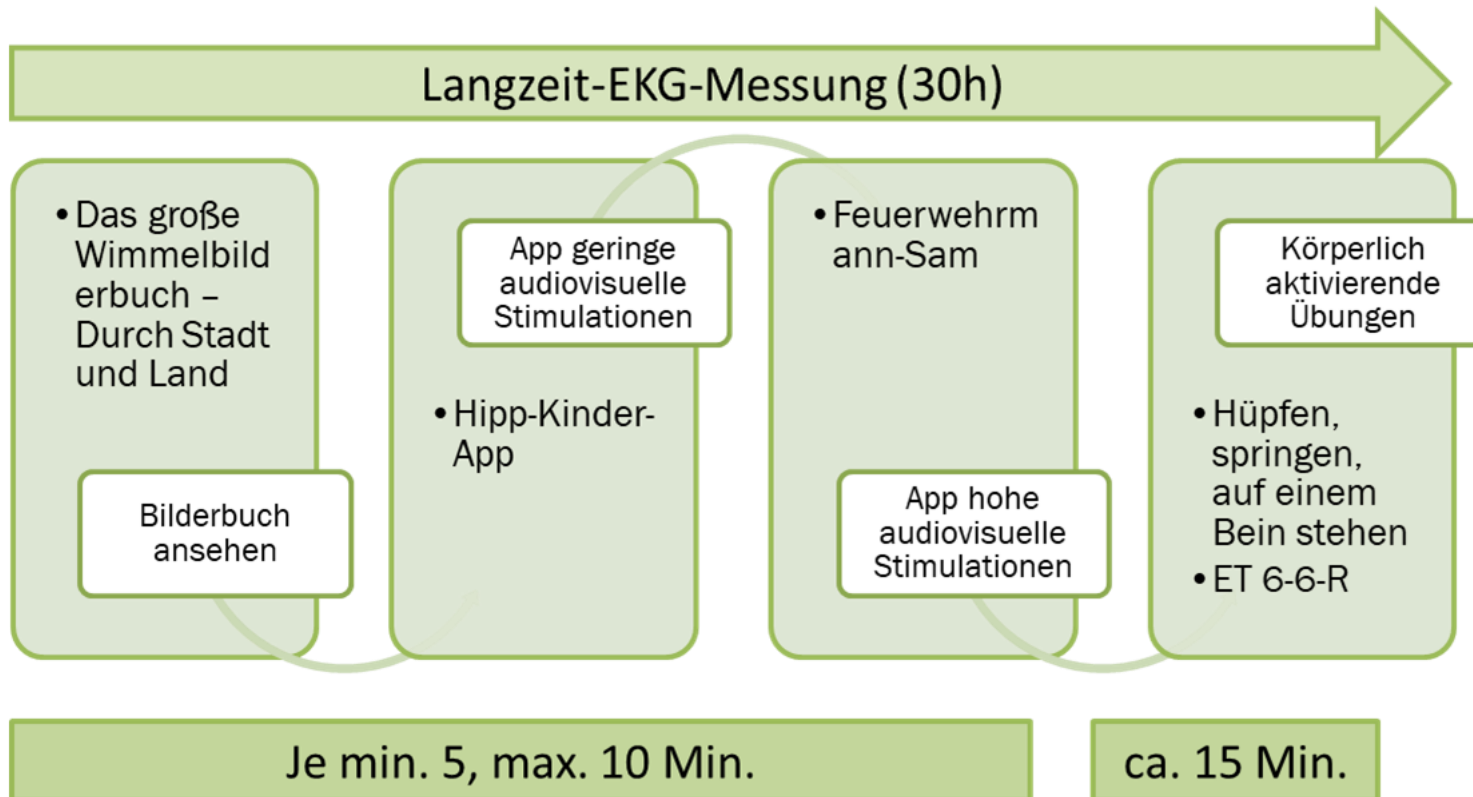 Langzeit-EKG-Messung (30h)
•Das große
Wimmelbild
erbuch –
Durch Stadt
und Land
Bilderbuch
ansehen
App geringe
audiovisuelle
Stimulationen
•Hipp-Kinder-
App
•Feuerwehrm
ann-Sam
App hohe
audiovisuelle
Stimulationen
Körperlich
aktivierende
Übungen
•Hüpfen,
springen,
auf einem
Bein stehen
•ET 6-6-R
Je min. 5, max. 10 Min.
ca. 15 Min.